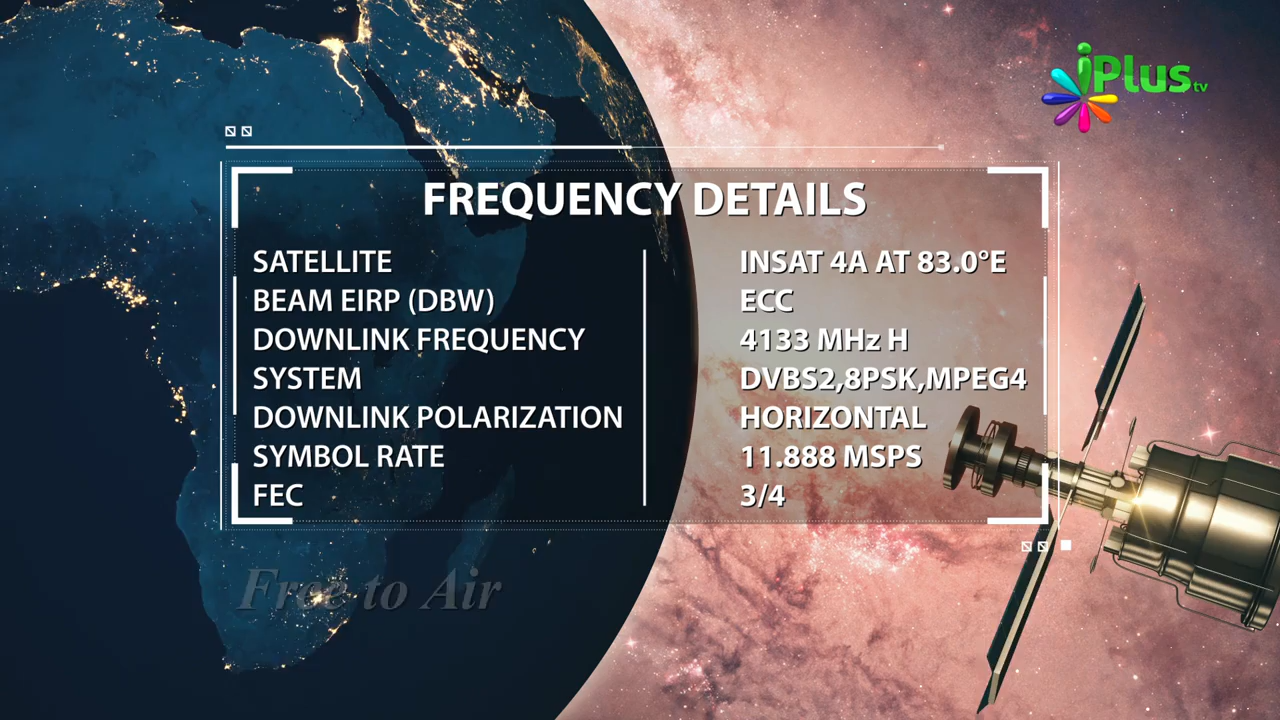 iPlus tv
FREQUENCY DETAILS
SATELLITE INSAT 4A AT 83.0°E
BEAM EIRP (DBW) ECC
DOWNLINK FREQUENCY 4133 MHz H
SYSTEM DVBS2,8PSK,MPEG4
DOWNLINK POLARIZATION HORIZONTAL
SYMBOL RATE 11.888 MSPS
FEC 3/4
Free to Air